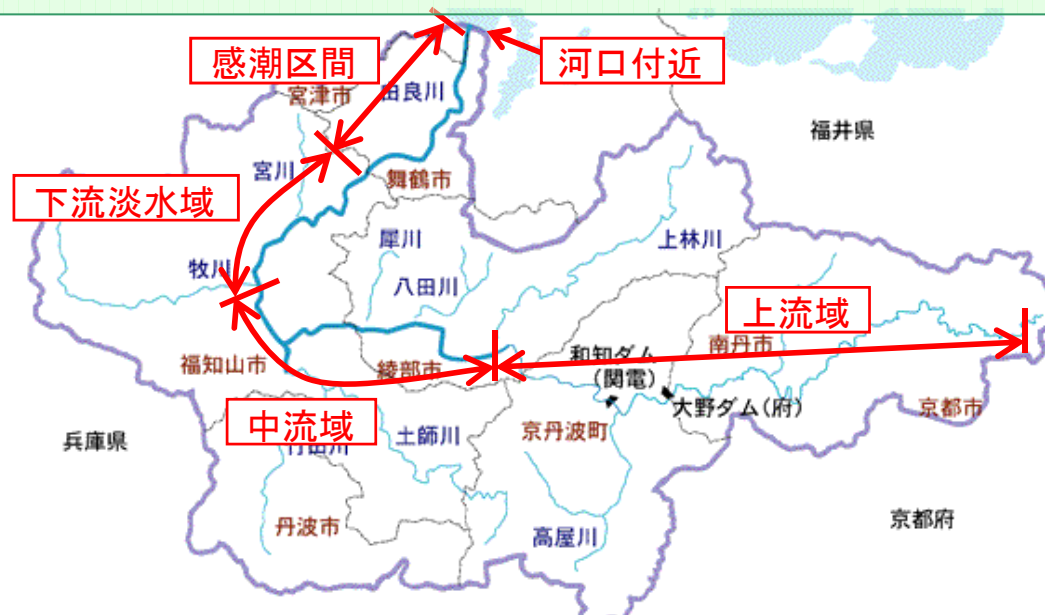 感潮区間
河口付近
宮津市
由良川
福井県
宮川
舞鶴市
下流淡水域
犀川
上林川
牧川
八田川
上流域
福知山市
綾部市
和知ダム
(関電)
南丹市
大野ダム(府)
京都市
中流域
兵庫県
竹田川
土師川
京丹波町
丹波市
高屋川
京都府